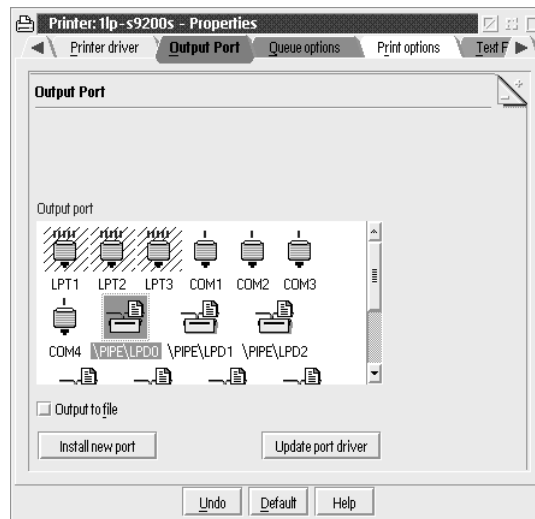 Printer: 1lp-s9200s - Properties
Printer driver Output Port Queue options Print options Text F
Output Port
Output port
LPT1 LPT2 LPT3 COM1 COM2 COM3
COM4 \PIPE\LPD0 \PIPE\LPD1 \PIPE\LPD2
Output to file
Install new port Update port driver
Undo Default Help